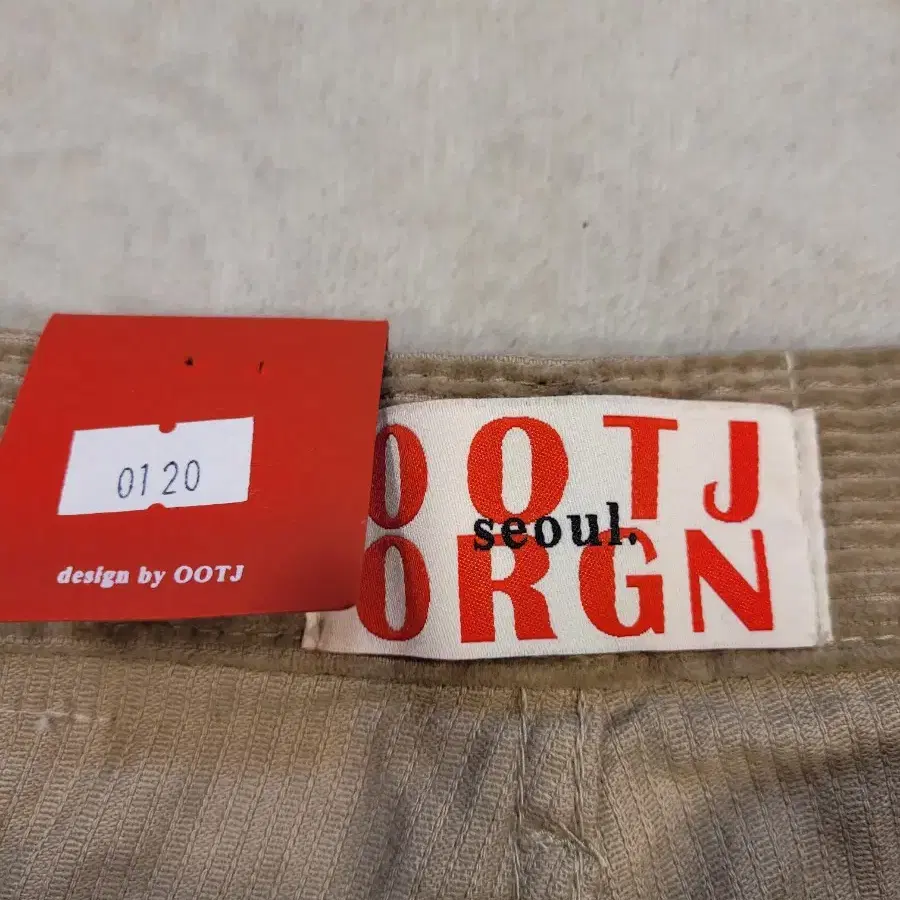 0120
design by OOTJ
OOTJ
seoul.
ORGN